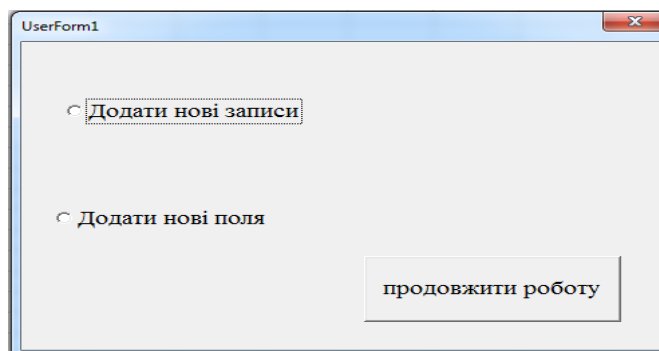 UserForm1
Додати нові записи
Додати нові поля
продовжити роботу